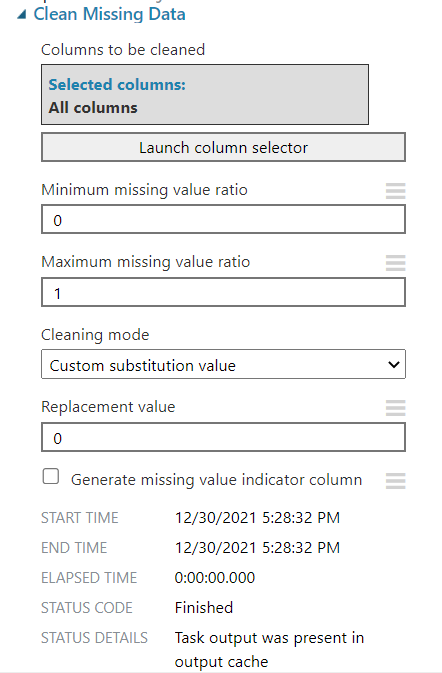 Clean Missing Data
Columns to be cleaned
Selected columns:
All columns
Launch column selector
Minimum missing value ratio
0
Maximum missing value ratio
1
Cleaning mode
Custom substitution value
Replacement value
0
Generate missing value indicator column
START TIME 12/30/2021 5:28:32 PM
END TIME 12/30/2021 5:28:32 PM
ELAPSED TIME 0:00:00.000
STATUS CODE Finished
STATUS DETAILS Task output was present in
output cache